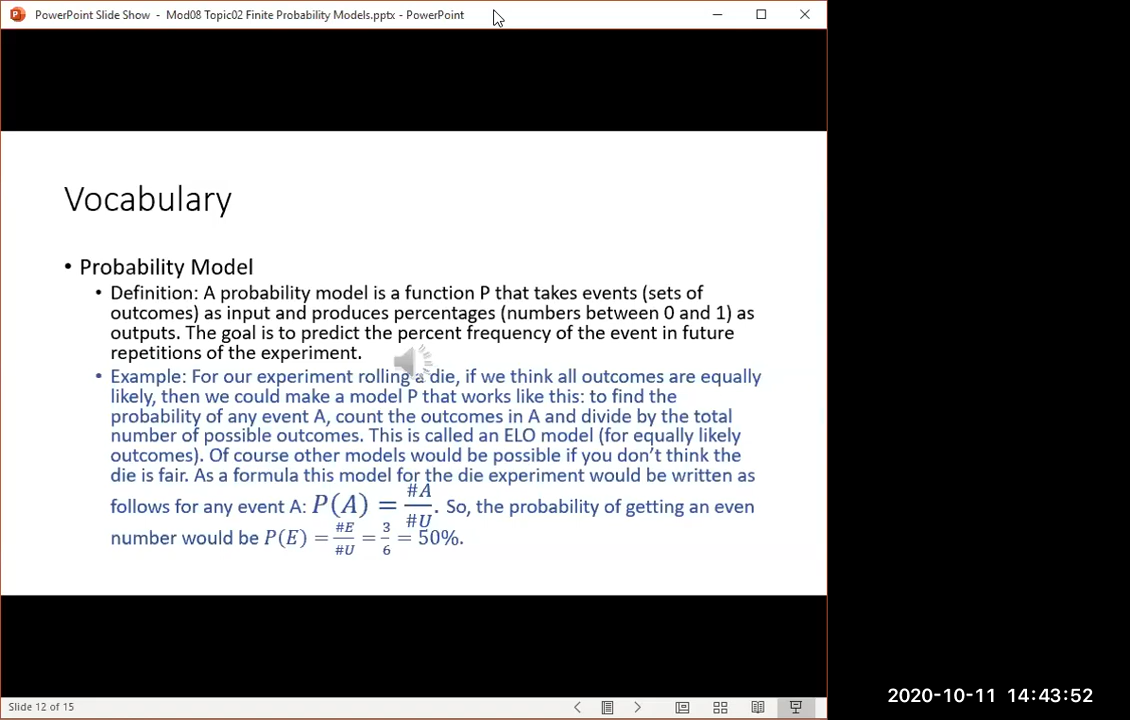 PowerPoint Slide Show - Mod08 Topic02 Finite Probability Models.pptx - PowerPoint
Vocabulary
• Probability Model
• Definition: A probability model is a function P that takes events (sets of
outcomes) as input and produces percentages (numbers between 0 and 1) as
outputs. The goal is to predict the percent frequency of the event in future
repetitions of the experiment.
• Example: For our experiment rolling a die, if we think all outcomes are equally
likely, then we could make a model P that works like this: to find the
probability of any event A, count the outcomes in A and divide by the total
number of possible outcomes. This is called an ELO model (for equally likely
outcomes). Of course other models would be possible if you don't think the
die is fair. As a formula this model for the die experiment would be written as
follows for any event A: P(A) = #A/#U. So, the probability of getting an even
number would be P(E) = #E/#U = 3/6 = 50%.
Slide 12 of 15
2020-10-11 14:43:52